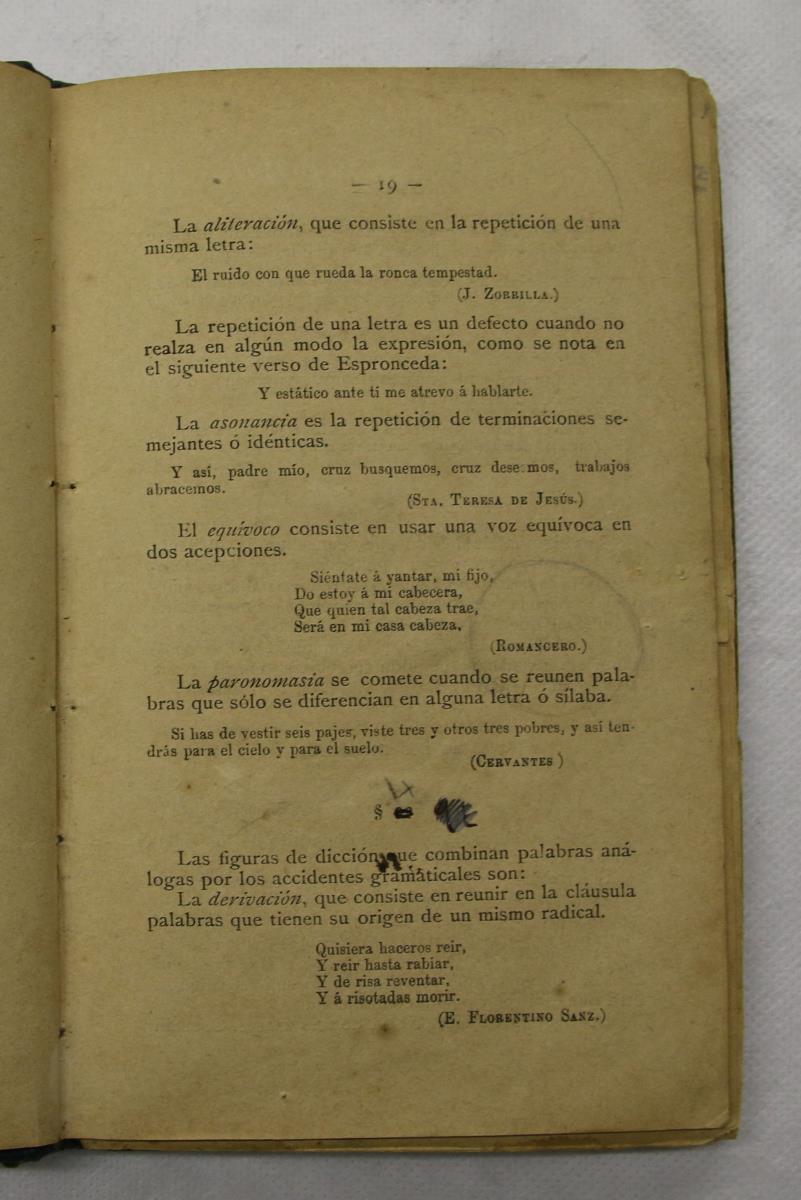 — 19 —
La aliteración, que consiste en la repetición de una
misma letra:
El ruido con que rueda la ronca tempestad.
(J. Zorrilla.)
La repetición de una letra es un defecto cuando no
realza en algún modo la expresión, como se nota en
el siguiente verso de Espronceda:
Y estático ante ti me atrevo á hablarte.
La asonancia es la repetición de terminaciones se-
mejantes ó idénticas.
Y así, padre mío, cruz busquemos, cruz dese mos, trabajos
abracemos.
(Sta. Teresa de Jesús.)
El equívoco consiste en usar una voz equívoca en
dos acepciones.
Siéntate á yantar, mi fijo,
Do estoy á mi cabecera,
Que quien tal cabeza trae,
Será en mi casa cabeza.
(Romancero.)
La paronomasia se comete cuando se reunen pala-
bras que sólo se diferencian en alguna letra ó sílaba.
Si has de vestir seis pajes, viste tres y otros tres pobres, y así ten-
drás para el cielo y para el suelo.
(Cervantes)
§
Las figuras de dicción que combinan palabras aná-
logas por los accidentes gramaticales son:
La derivación, que consiste en reunir en la cláusula
palabras que tienen su origen de un mismo radical.
Quisiera haceros reir,
Y reir hasta rabiar,
Y de risa reventar,
Y á risotadas morir.
(E. Florentino Sanz.)